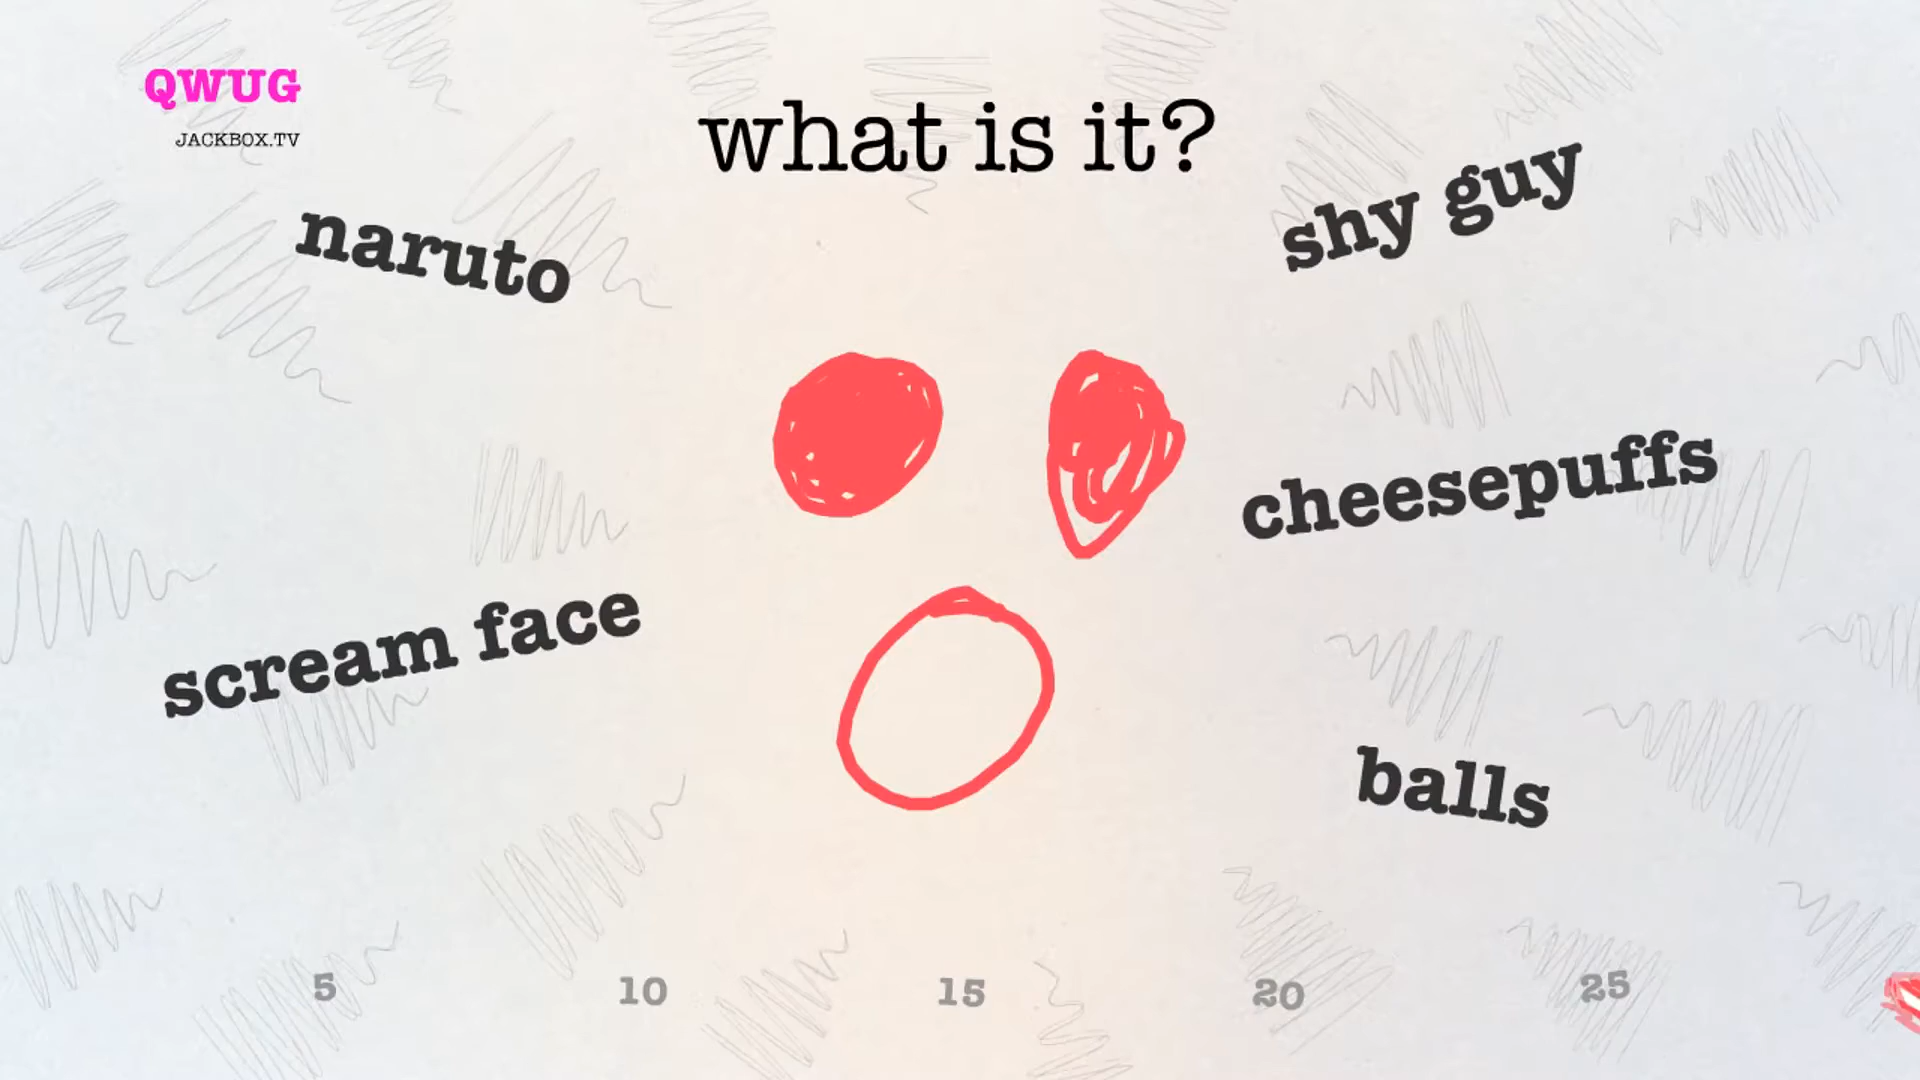 QWUG
JACKBOX.TV
what is it?
naruto
shy guy
cheesepuffs
scream face
balls
5
10
15
20
25